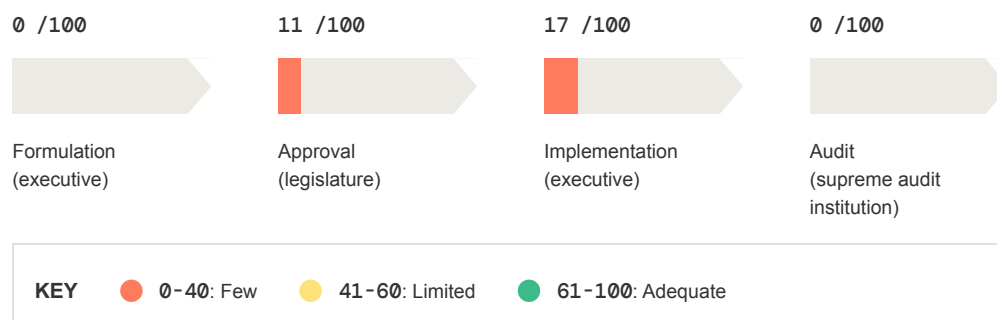 0 /100
11 /100
17 /100
0 /100
Formulation
(executive)
Approval
(legislature)
Implementation
(executive)
Audit
(supreme audit
institution)
KEY
0-40: Few
41-60: Limited
61-100: Adequate